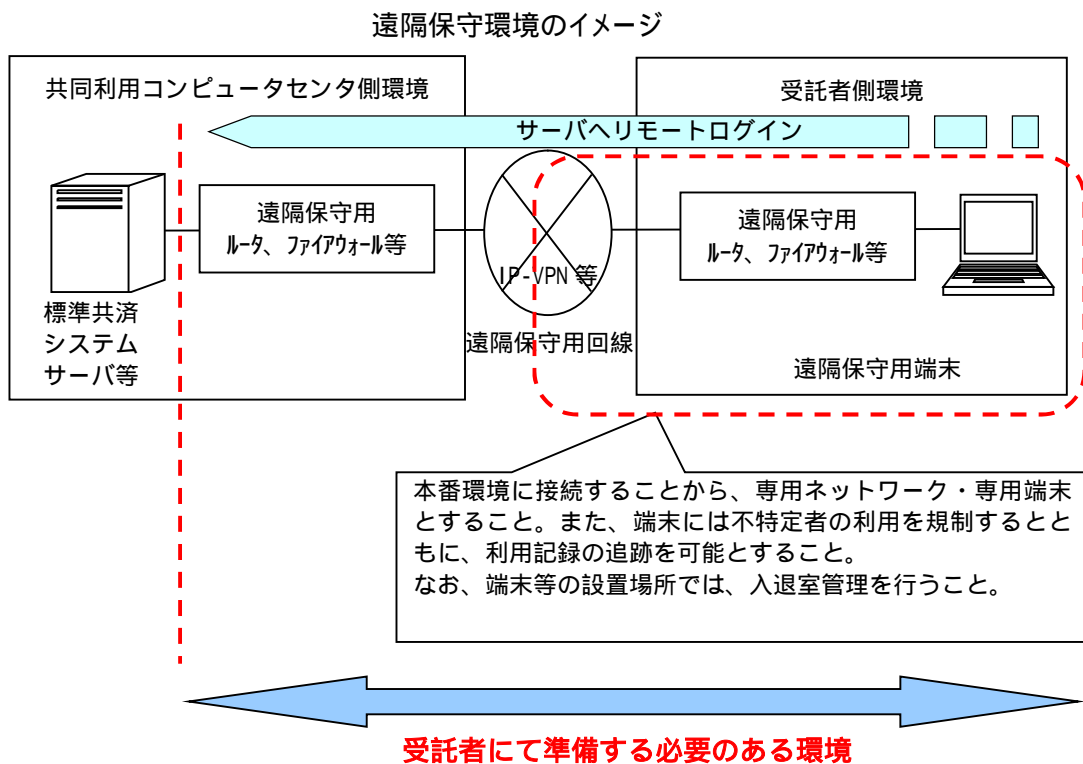 遠隔保守環境のイメージ
共同利用コンピュータセンタ側環境
受託者側環境
サーバへリモートログイン
遠隔保守用
ﾙｰﾀ、ﾌｧｲｱｳｫｰﾙ等
遠隔保守用
ﾙｰﾀ、ﾌｧｲｱｳｫｰﾙ等
IP-VPN 等
標準共済
システム
サーバ等
遠隔保守用回線
遠隔保守用端末
本番環境に接続することから、専用ネットワーク・専用端末
とすること。また、端末には不特定者の利用を規制するとと
もに、利用記録の追跡を可能とすること。
なお、端末等の設置場所では、入退室管理を行うこと。
受託者にて準備する必要のある環境